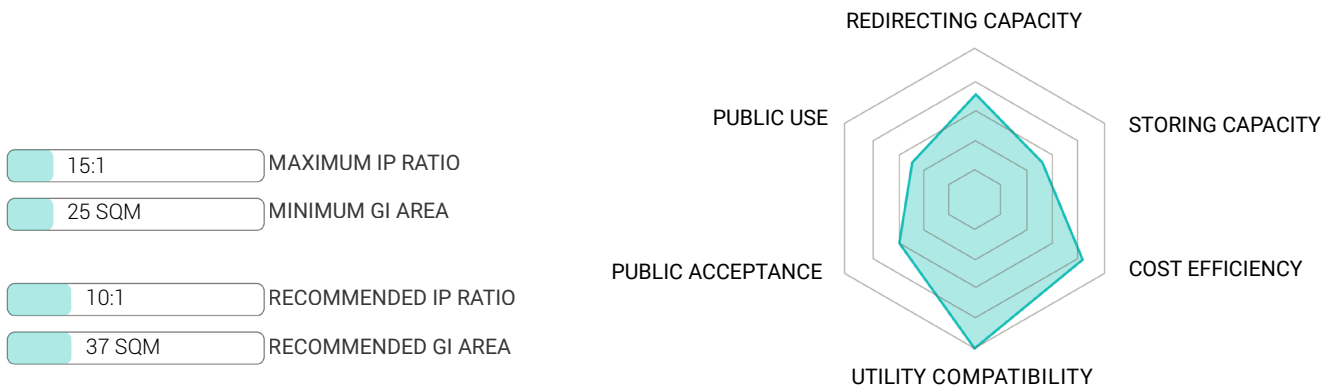 15:1 MAXIMUM IP RATIO
25 SQM MINIMUM GI AREA
10:1 RECOMMENDED IP RATIO
37 SQM RECOMMENDED GI AREA
REDIRECTING CAPACITY
PUBLIC USE
STORING CAPACITY
PUBLIC ACCEPTANCE
COST EFFICIENCY
UTILITY COMPATIBILITY